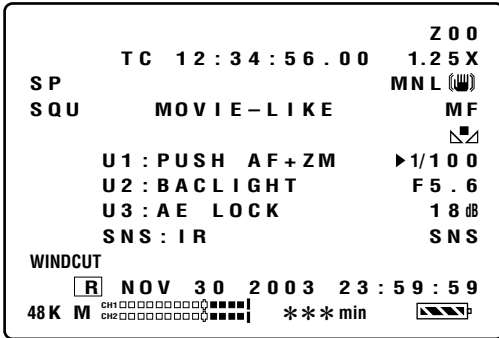 Z00
TC 12:34:56.00 1.25X
SP MNL
SQU MOVIE–LIKE MF
U1:PUSH AF+ZM 1/100
U2:BACLIGHT F5.6
U3:AE LOCK 18dB
SNS:IR SNS
WINDCUT
R NOV 30 2003 23:59:59
48K M CH1
CH2
***min